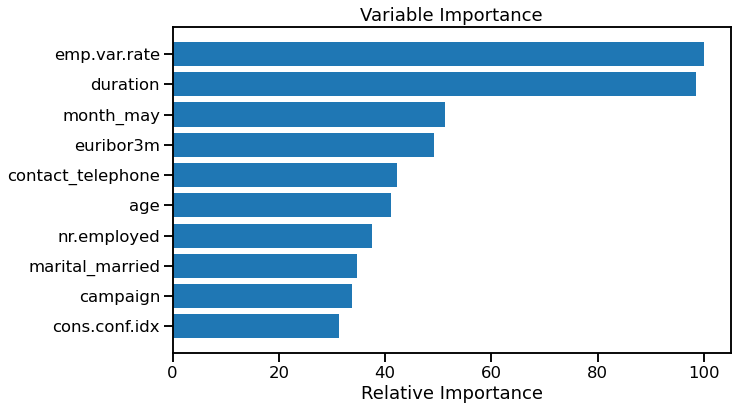 Variable Importance
emp.var.rate
duration
month_may
euribor3m
contact_telephone
age
nr.employed
marital_married
campaign
cons.conf.idx
0 20 40 60 80 100
Relative Importance